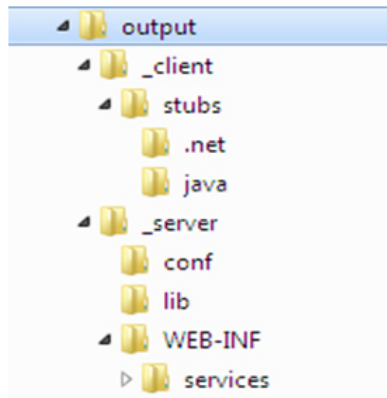 output
_client
stubs
.net
java
_server
conf
lib
WEB-INF
services